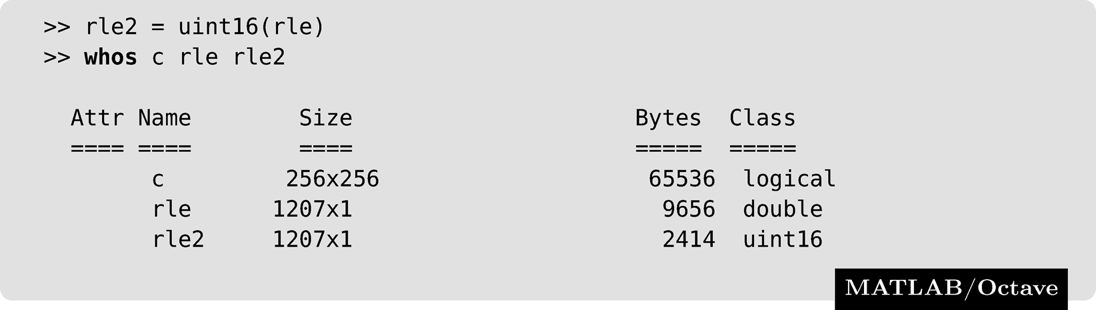 >> rle2 = uint16(rle)
>> whos c rle rle2
Attr Name Size Bytes Class
==== ==== ==== ===== =====
c 256x256 65536 logical
rle 1207x1 9656 double
rle2 1207x1 2414 uint16
MATLAB/Octave